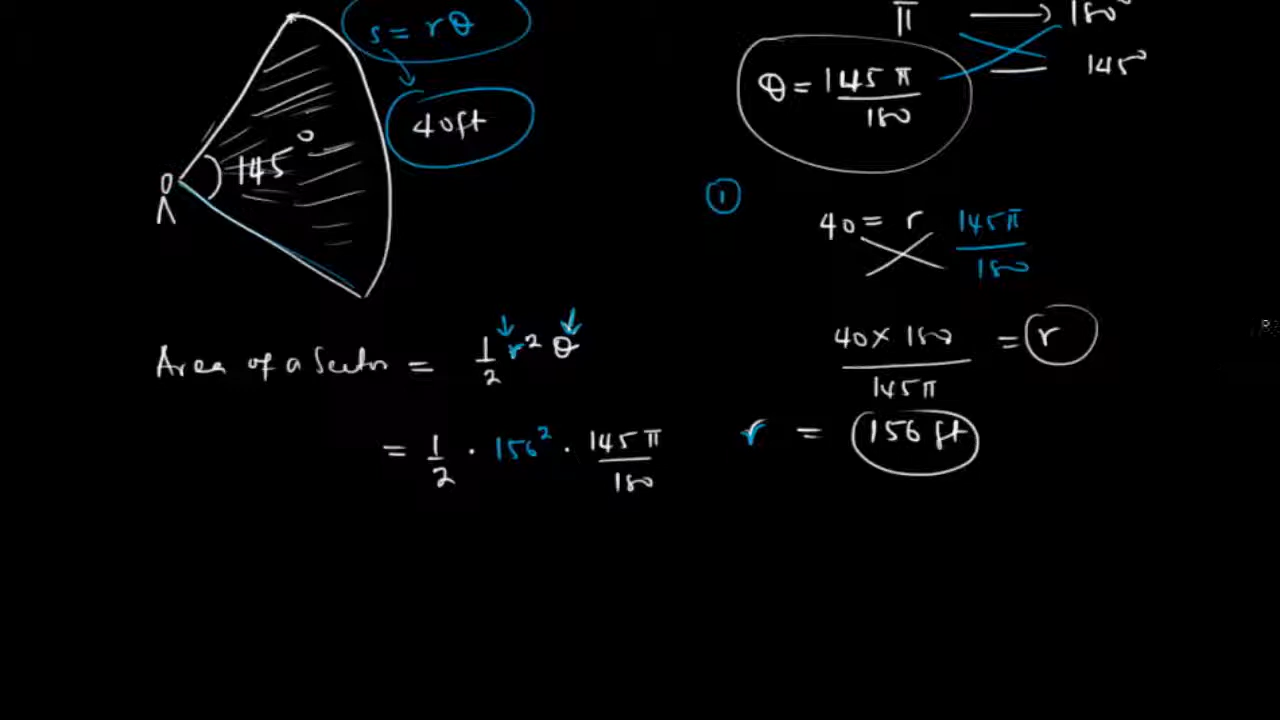 s = rθ
40ft
145°
A
π → 180°
— 145°
θ = 145π / 180
①
40 = r 145π / 180
Area of a Sector = 1/2 r² θ
40 × 180 / 145π = r
= 1/2 · 156² · 145π / 180
r = 156 ft